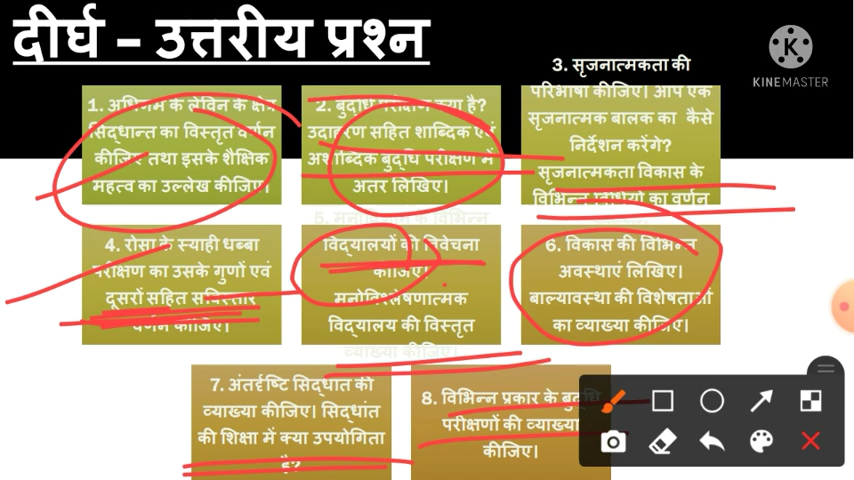 दीर्घ – उत्तरीय प्रश्न
KINEMASTER
1. अधिगम के लेविन के क्षेत्र
सिद्धान्त का विस्तृत वर्णन
कीजिए तथा इसके शैक्षिक
महत्व का उल्लेख कीजिए।
2. बुद्धि परीक्षण क्या है?
उदाहरण सहित शाब्दिक एवं
अशाब्दिक बुद्धि परीक्षण में
अंतर लिखिए।
3. सृजनात्मकता की
परिभाषा कीजिए। आप एक
सृजनात्मक बालक का कैसे
निर्देशन करेंगे?
सृजनात्मकता विकास के
विभिन्न विधियों का वर्णन
4. रोसा के स्याही धब्बा
परीक्षण का उसके गुणों एवं
दूसरों सहित सविस्तार
वर्णन कीजिए।
5. मनोविज्ञान के विभिन्न
विद्यालयों की विवेचना
कीजिए।
मनोविश्लेषणात्मक
विद्यालय की विस्तृत
व्याख्या कीजिए।
6. विकास की विभिन्न
अवस्थाएं लिखिए।
बाल्यावस्था की विशेषताओं
का व्याख्या कीजिए।
7. अंतर्दृष्टि सिद्धांत की
व्याख्या कीजिए। सिद्धांत
की शिक्षा में क्या उपयोगिता
है?
8. विभिन्न प्रकार के बुद्धि
परीक्षणों की व्याख्या
कीजिए।